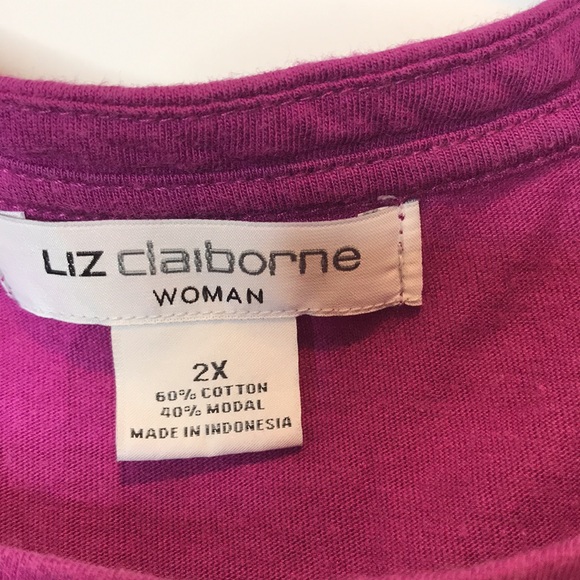 LIZ claiborne
WOMAN
2X
60% COTTON
40% MODAL
MADE IN INDONESIA